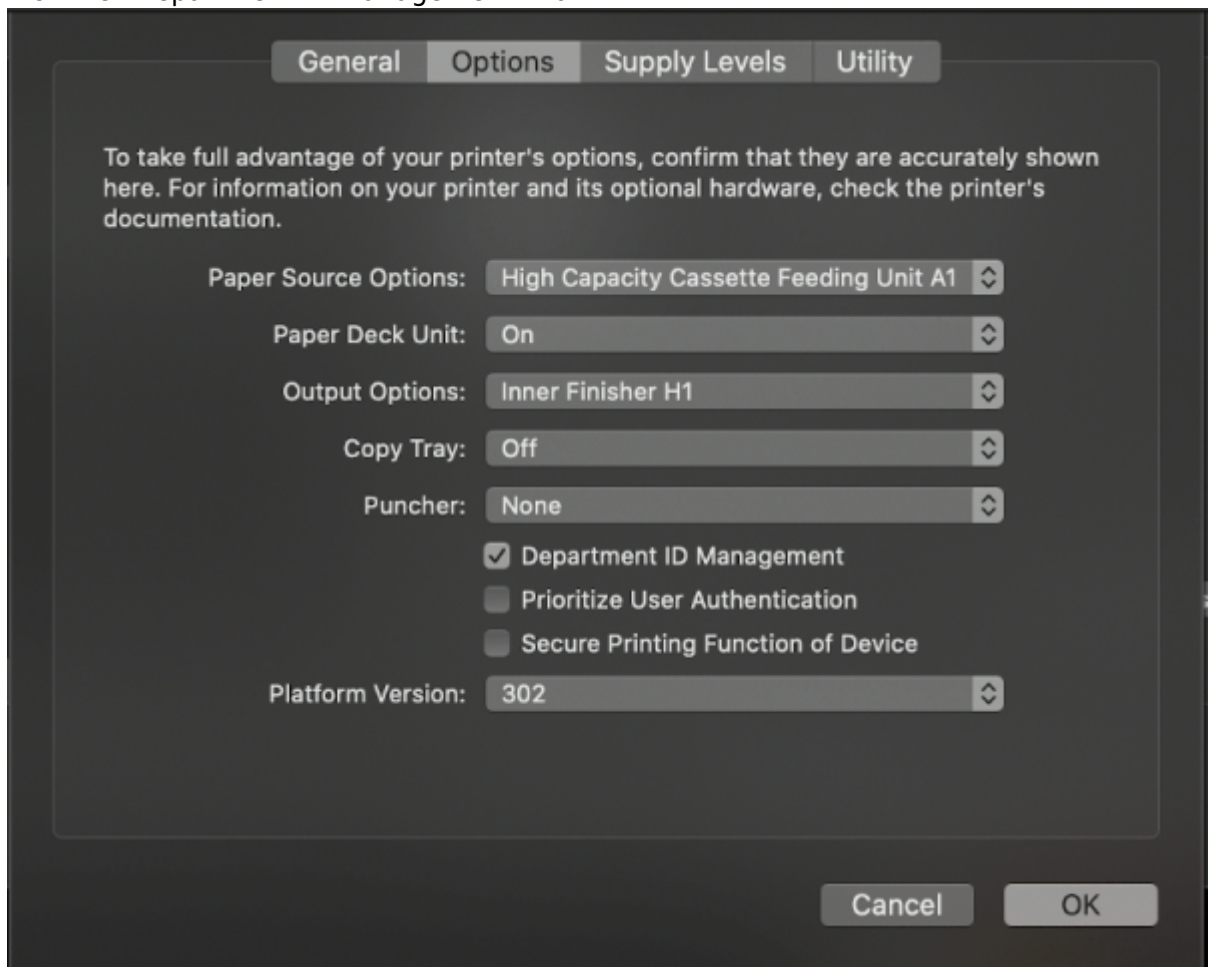 General Options Supply Levels Utility
To take full advantage of your printer's options, confirm that they are accurately shown
here. For information on your printer and its optional hardware, check the printer's
documentation.
Paper Source Options: High Capacity Cassette Feeding Unit A1
Paper Deck Unit: On
Output Options: Inner Finisher H1
Copy Tray: Off
Puncher: None
Department ID Management
Prioritize User Authentication
Secure Printing Function of Device
Platform Version: 302
Cancel OK